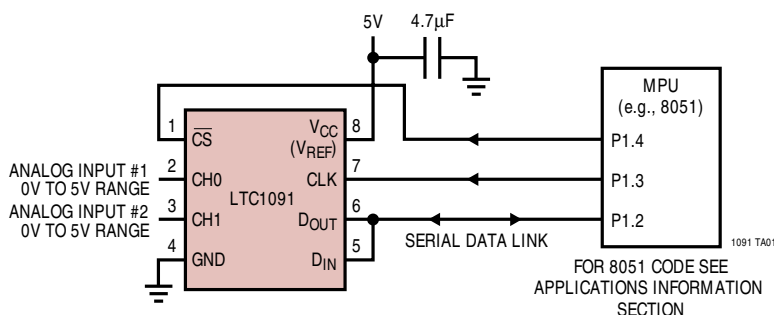 5V
4.7µF
MPU
(e.g., 8051)
P1.4
P1.3
P1.2
1
2
3
4
CS
CH0
CH1
GND
LTC1091
VCC
(VREF)
CLK
DOUT
DIN
8
7
6
5
ANALOG INPUT #1
0V TO 5V RANGE
ANALOG INPUT #2
0V TO 5V RANGE
SERIAL DATA LINK
1091 TA01
FOR 8051 CODE SEE
APPLICATIONS INFORMATION
SECTION